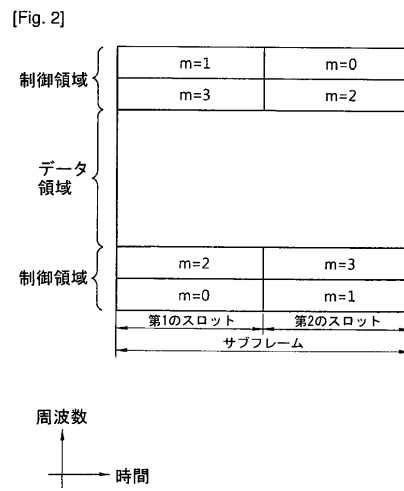 [Fig. 2]
制御領域
m=1 m=0
m=3 m=2
データ
領域
制御領域
m=2 m=3
m=0 m=1
第1のスロット 第2のスロット
サブフレーム
周波数
時間